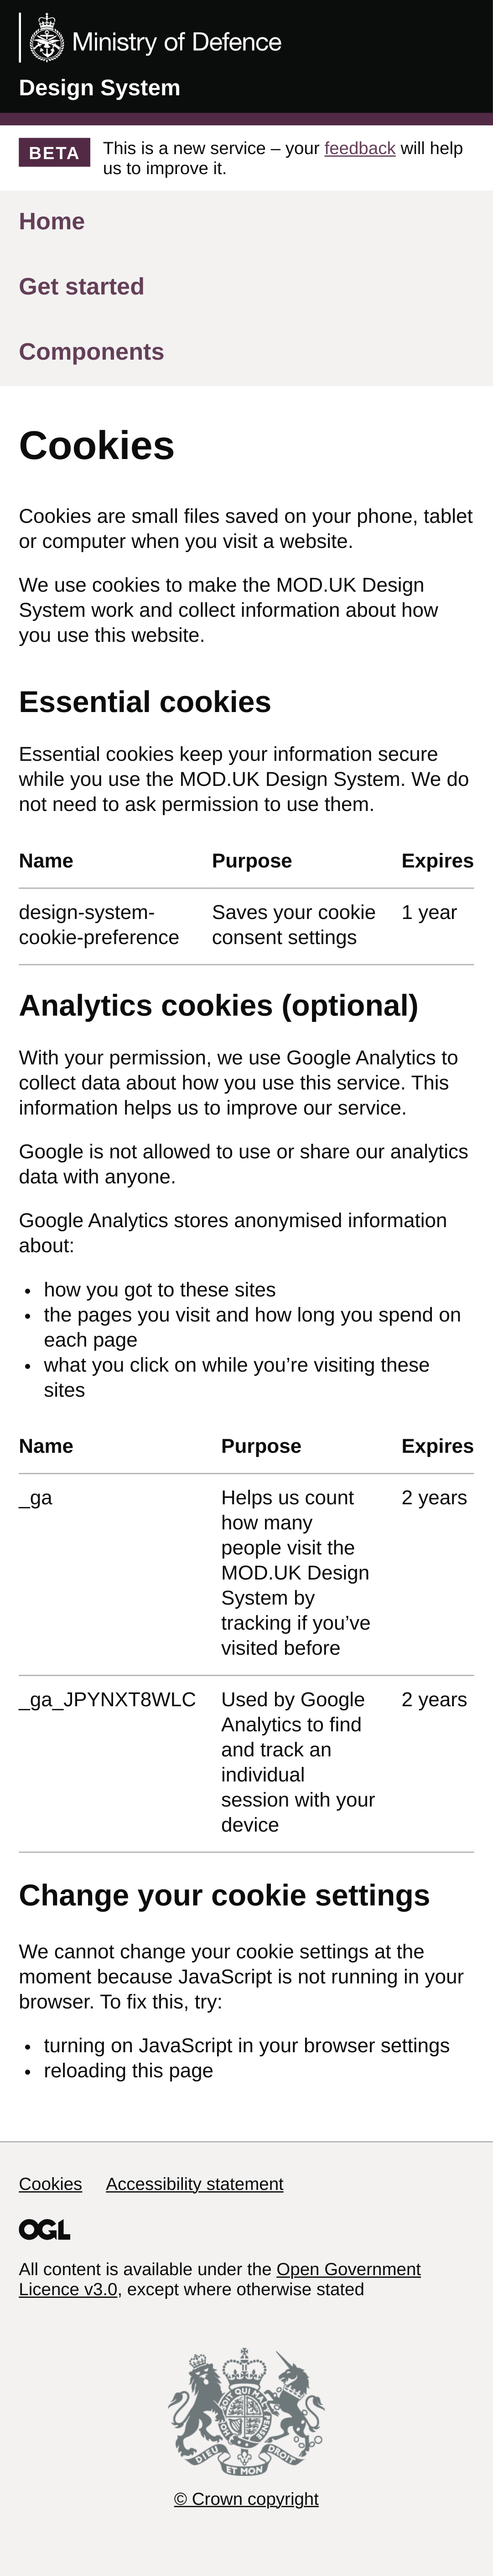 Ministry of Defence
Design System
BETA
This is a new service – your feedback will help
us to improve it.
Home
Get started
Components
Cookies
Cookies are small files saved on your phone, tablet
or computer when you visit a website.
We use cookies to make the MOD.UK Design
System work and collect information about how
you use this website.
Essential cookies
Essential cookies keep your information secure
while you use the MOD.UK Design System. We do
not need to ask permission to use them.
Name Purpose Expires
design-system- Saves your cookie 1 year
cookie-preference consent settings
Analytics cookies (optional)
With your permission, we use Google Analytics to
collect data about how you use this service. This
information helps us to improve our service.
Google is not allowed to use or share our analytics
data with anyone.
Google Analytics stores anonymised information
about:
• how you got to these sites
• the pages you visit and how long you spend on
each page
• what you click on while you’re visiting these
sites
Name Purpose Expires
_ga Helps us count 2 years
how many
people visit the
MOD.UK Design
System by
tracking if you’ve
visited before
_ga_JPYNXT8WLC Used by Google 2 years
Analytics to find
and track an
individual
session with your
device
Change your cookie settings
We cannot change your cookie settings at the
moment because JavaScript is not running in your
browser. To fix this, try:
• turning on JavaScript in your browser settings
• reloading this page
Cookies Accessibility statement
OGL
All content is available under the Open Government
Licence v3.0, except where otherwise stated
DIEU ET MON DROIT
© Crown copyright